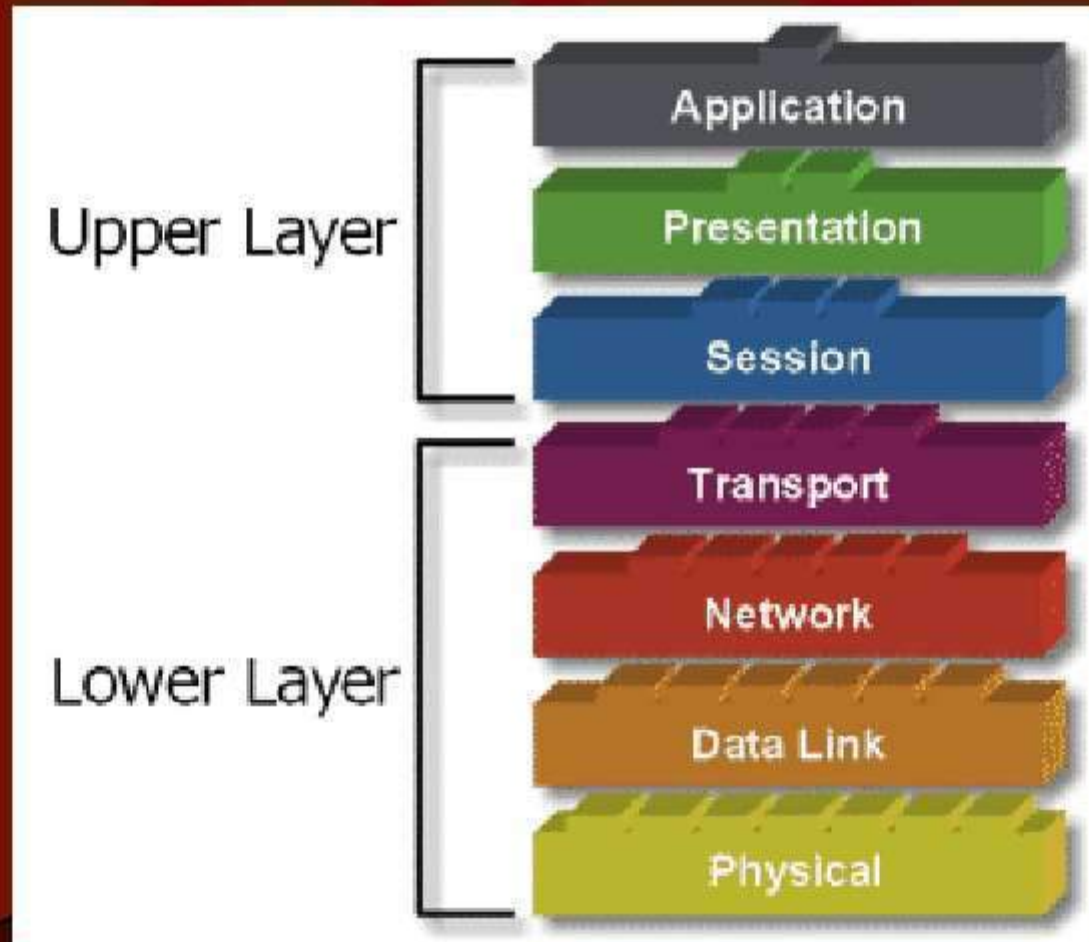 Upper Layer
Application
Presentation
Session
Lower Layer
Transport
Network
Data Link
Physical